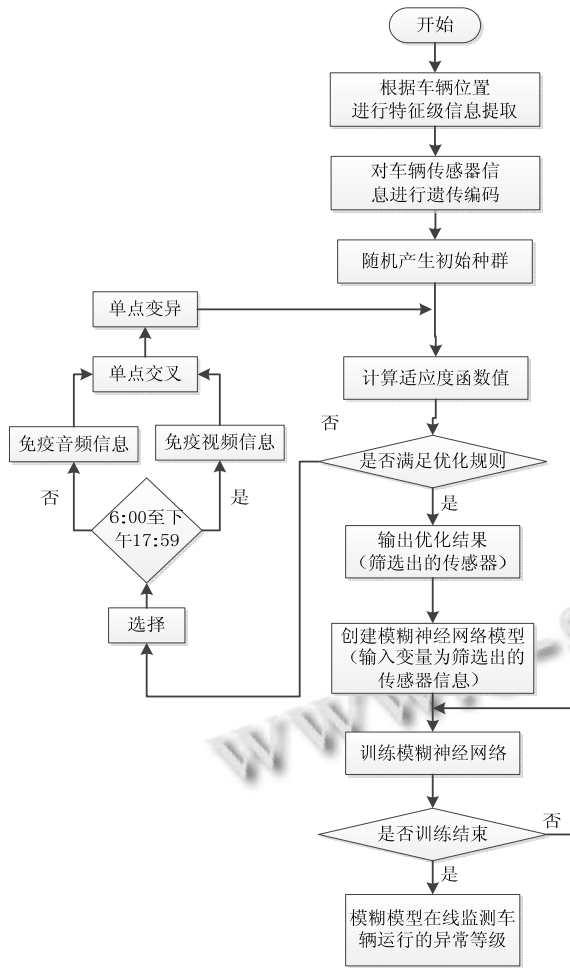 开始
根据车辆位置
进行特征级信息提取
对车辆传感器信
息进行遗传编码
随机产生初始种群
单点变异
单点交叉
计算适应度函数值
免疫音频信息
免疫视频信息
否
是否满足优化规则
否
是
6:00至下
午17:59
是
输出优化结果
（筛选出的传感器）
选择
创建模糊神经网络模型
（输入变量为筛选出的
传感器信息）
训练模糊神经网络
是否训练结束
否
是
模糊模型在线监测车
辆运行的异常等级